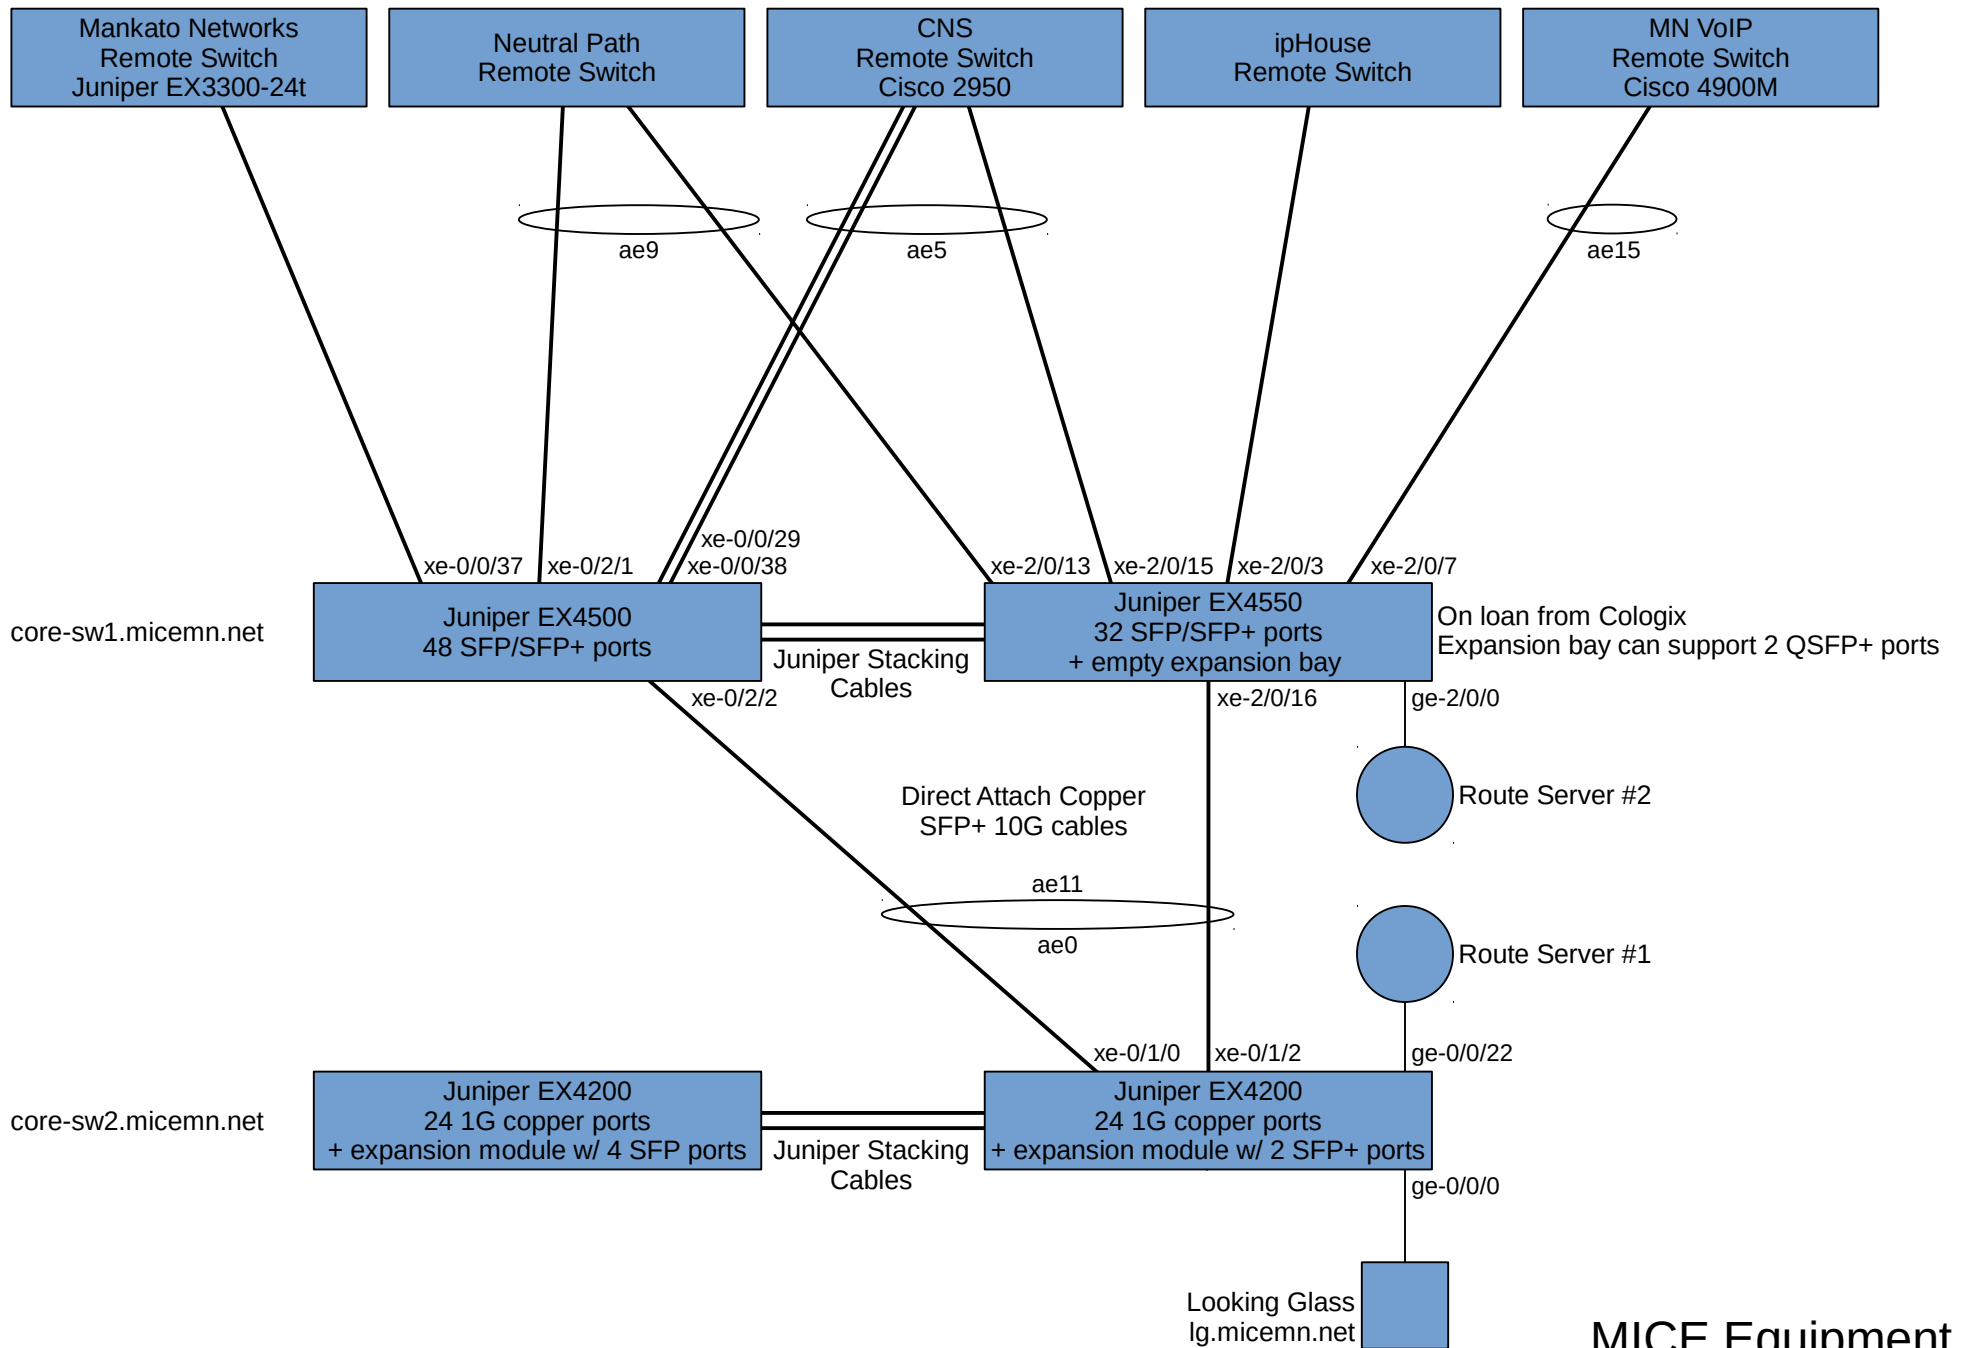 Mankato Networks
Remote Switch
Juniper EX3300-24t
Neutral Path
Remote Switch
CNS
Remote Switch
Cisco 2950
ipHouse
Remote Switch
MN VoIP
Remote Switch
Cisco 4900M
ae9
ae5
ae15
xe-0/0/37
xe-0/2/1
xe-0/0/29
xe-0/0/38
xe-2/0/13
xe-2/0/15
xe-2/0/3
xe-2/0/7
core-sw1.micemn.net
Juniper EX4500
48 SFP/SFP+ ports
Juniper Stacking
Cables
Juniper EX4550
32 SFP/SFP+ ports
+ empty expansion bay
On loan from Cologix
Expansion bay can support 2 QSFP+ ports
xe-0/2/2
xe-2/0/16
ge-2/0/0
Direct Attach Copper
SFP+ 10G cables
Route Server #2
ae11
ae0
Route Server #1
xe-0/1/0
xe-0/1/2
ge-0/0/22
core-sw2.micemn.net
Juniper EX4200
24 1G copper ports
+ expansion module w/ 4 SFP ports
Juniper Stacking
Cables
Juniper EX4200
24 1G copper ports
+ expansion module w/ 2 SFP+ ports
ge-0/0/0
Looking Glass
lg.micemn.net
MICE Equipment